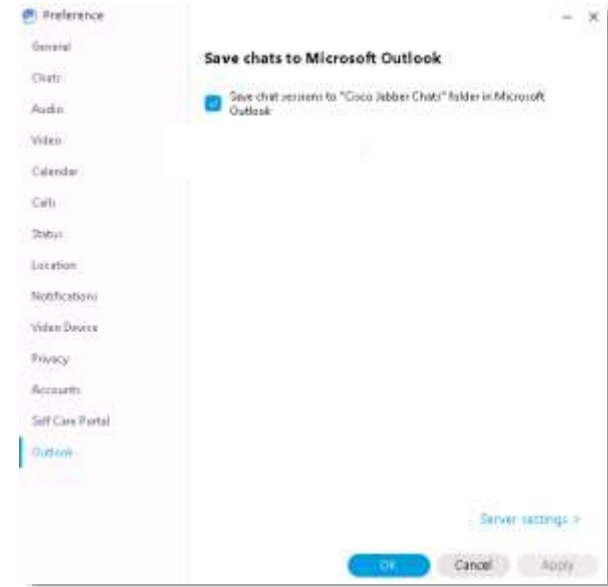 Preference
General
Chats
Audio
Video
Calendar
Calls
Status
Location
Notifications
Video Device
Privacy
Accounts
Self Care Portal
Outlook
Save chats to Microsoft Outlook
Save chat sessions to "Cisco Jabber Chats" folder in Microsoft
Outlook
Server settings >
OK
Cancel
Apply